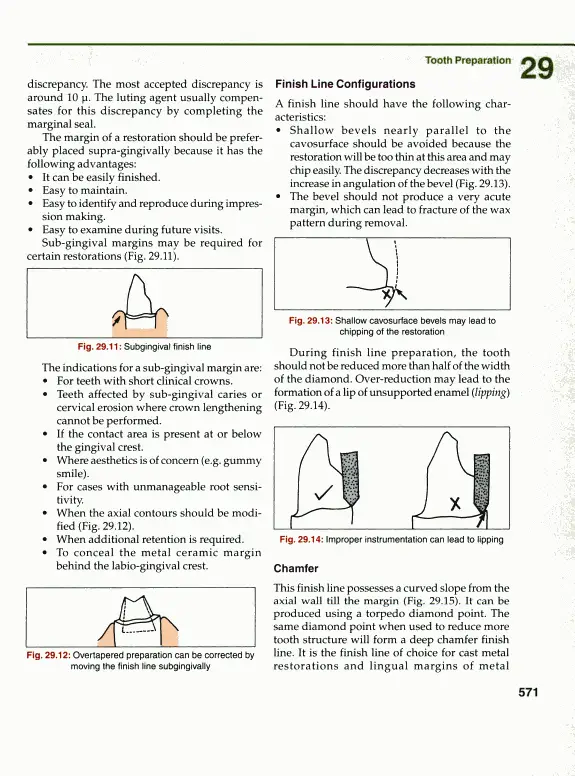 Tooth Preparation 29
discrepancy. The most accepted discrepancy is
around 10 µ. The luting agent usually compen-
sates for this discrepancy by completing the
marginal seal.
The margin of a restoration should be prefer-
ably placed supra-gingivally because it has the
following advantages:
• It can be easily finished.
• Easy to maintain.
• Easy to identify and reproduce during impres-
sion making.
• Easy to examine during future visits.
Sub-gingival margins may be required for
certain restorations (Fig. 29.11).
Fig. 29.11: Subgingival finish line
The indications for a sub-gingival margin are:
• For teeth with short clinical crowns.
• Teeth affected by sub-gingival caries or
cervical erosion where crown lengthening
cannot be performed.
• If the contact area is present at or below
the gingival crest.
• Where aesthetics is of concern (e.g. gummy
smile).
• For cases with unmanageable root sensi-
tivity.
• When the axial contours should be modi-
fied (Fig. 29.12).
• When additional retention is required.
• To conceal the metal ceramic margin
behind the labio-gingival crest.
Fig. 29.12: Overtapered preparation can be corrected by
moving the finish line subgingivally
Finish Line Configurations
A finish line should have the following char-
acteristics:
• Shallow bevels nearly parallel to the
cavosurface should be avoided because the
restoration will be too thin at this area and may
chip easily. The discrepancy decreases with the
increase in angulation of the bevel (Fig. 29.13).
• The bevel should not produce a very acute
margin, which can lead to fracture of the wax
pattern during removal.
X
Fig. 29.13: Shallow cavosurface bevels may lead to
chipping of the restoration
During finish line preparation, the tooth
should not be reduced more than half of the width
of the diamond. Over-reduction may lead to the
formation of a lip of unsupported enamel (lipping)
(Fig. 29.14).
✓ X
Fig. 29.14: Improper instrumentation can lead to lipping
Chamfer
This finish line possesses a curved slope from the
axial wall till the margin (Fig. 29.15). It can be
produced using a torpedo diamond point. The
same diamond point when used to reduce more
tooth structure will form a deep chamfer finish
line. It is the finish line of choice for cast metal
restorations and lingual margins of metal
571